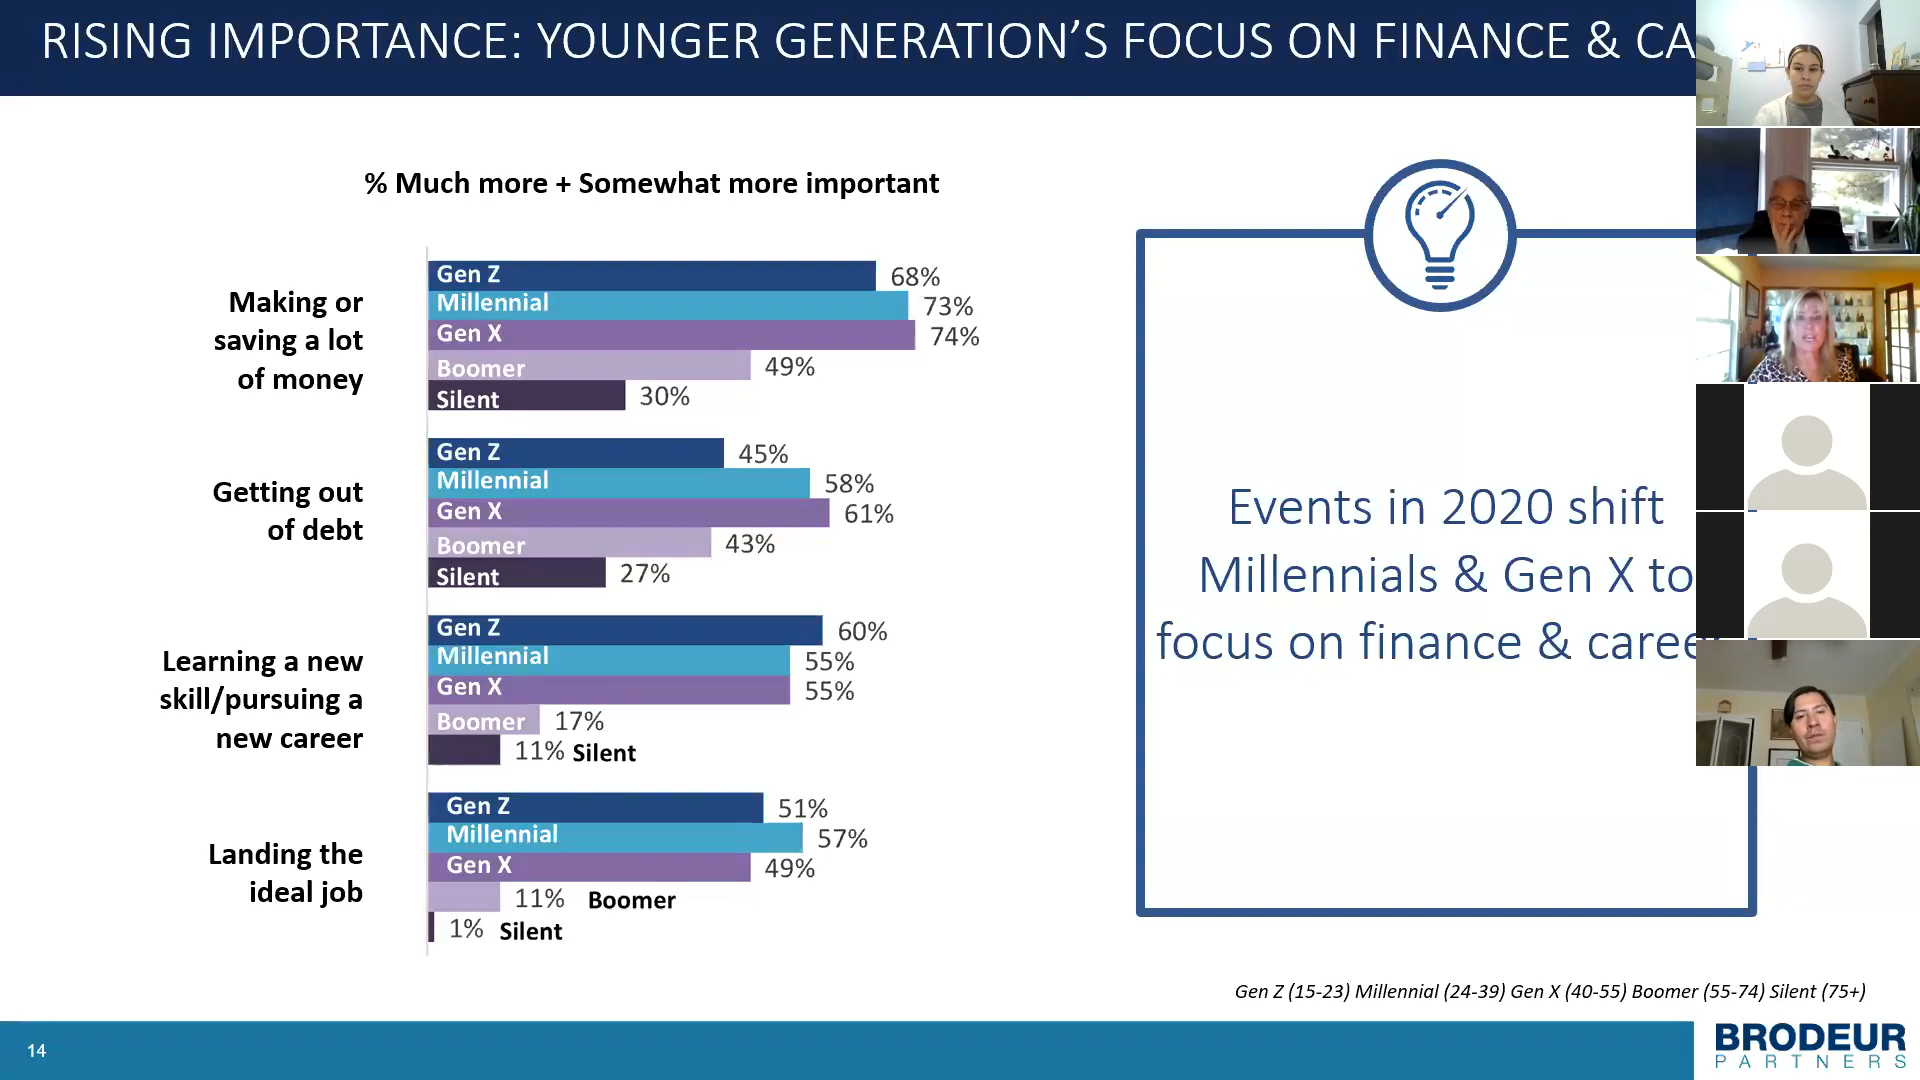 RISING IMPORTANCE: YOUNGER GENERATION'S FOCUS ON FINANCE & CA
% Much more + Somewhat more important
Making or
saving a lot
of money
Gen Z 68%
Millennial 73%
Gen X 74%
Boomer 49%
Silent 30%
Getting out
of debt
Gen Z 45%
Millennial 58%
Gen X 61%
Boomer 43%
Silent 27%
Learning a new
skill/pursuing a
new career
Gen Z 60%
Millennial 55%
Gen X 55%
Boomer 17%
11% Silent
Landing the
ideal job
Gen Z 51%
Millennial 57%
Gen X 49%
11% Boomer
1% Silent
Events in 2020 shift
Millennials & Gen X to
focus on finance & caree
Gen Z (15-23) Millennial (24-39) Gen X (40-55) Boomer (55-74) Silent (75+)
14
BRODEUR
PARTNERS